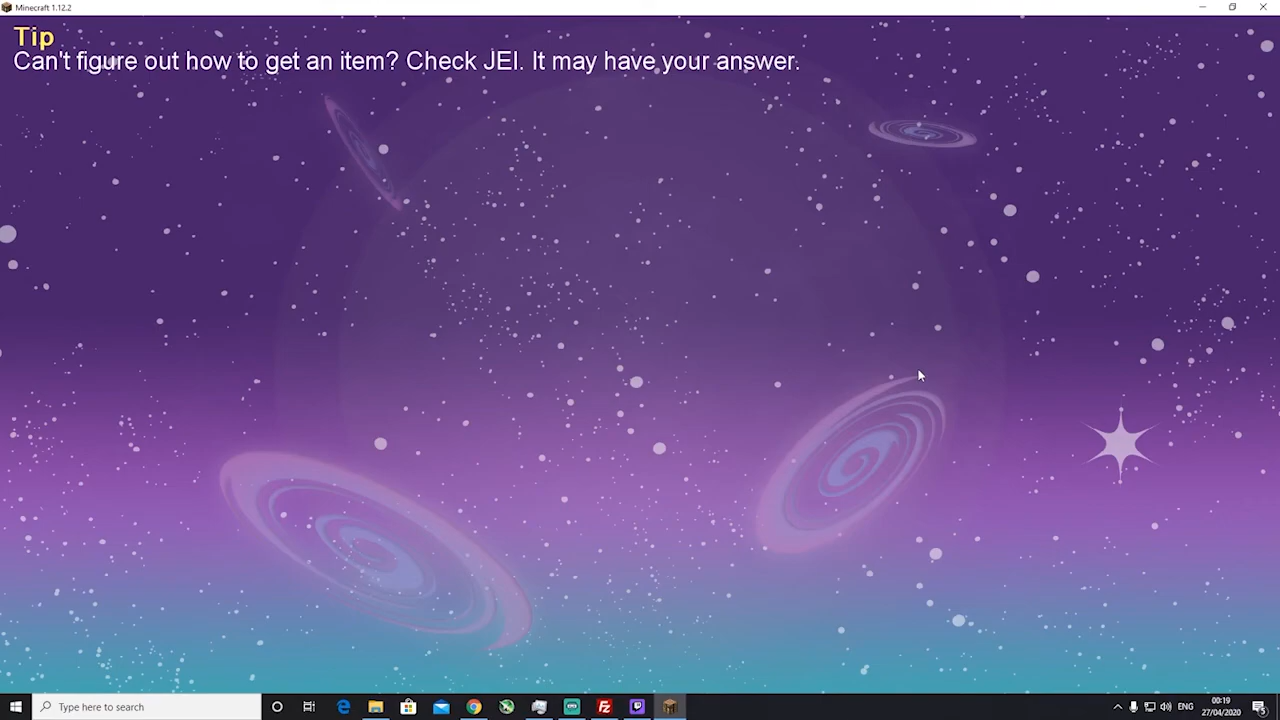 Minecraft 1.12.2
Tip
Can't figure out how to get an item? Check JEI. It may have your answer.
Type here to search
ENG
00:19
27/04/2020